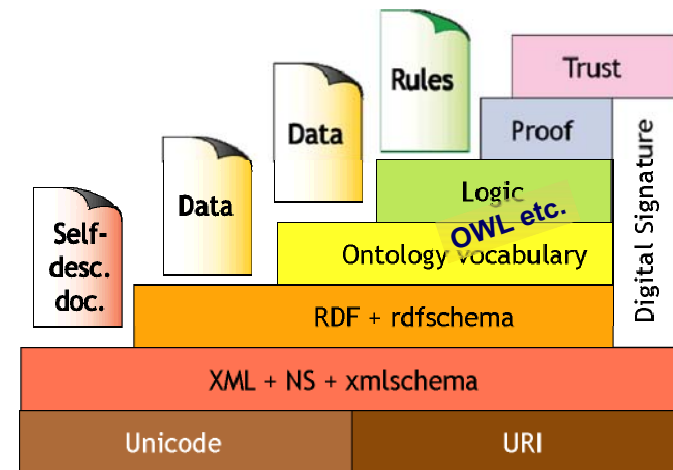 Rules
Trust
Data
Proof
Digital Signature
Data
Logic
OWL etc.
Self-
desc.
doc.
Ontology vocabulary
RDF + rdfschema
XML + NS + xmlschema
Unicode
URI